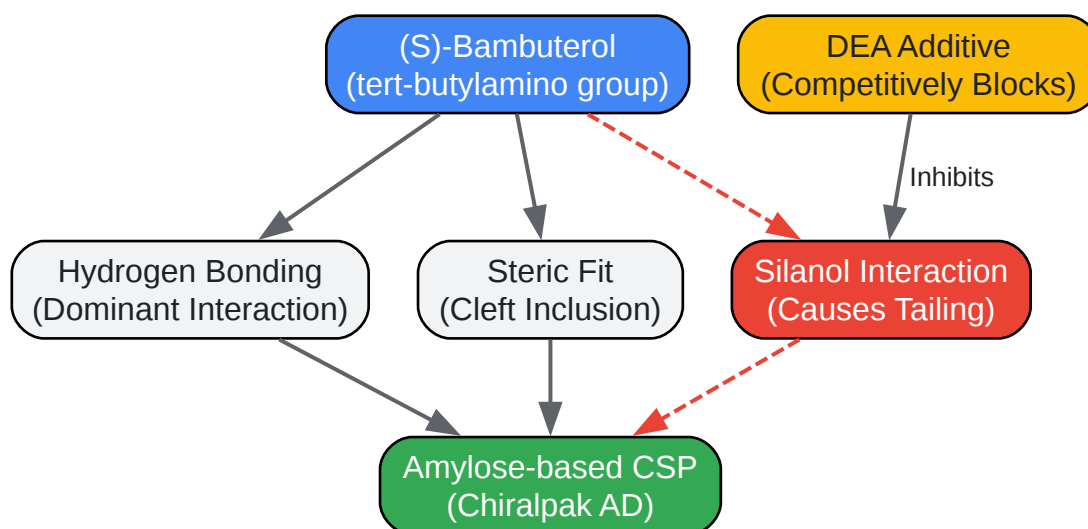 (S)-Bambuterol
(tert-butylamino group)
DEA Additive
(Competitively Blocks)
Inhibits
Hydrogen Bonding
(Dominant Interaction)
Steric Fit
(Cleft Inclusion)
Silanol Interaction
(Causes Tailing)
Amylose-based CSP
(Chiralpak AD)